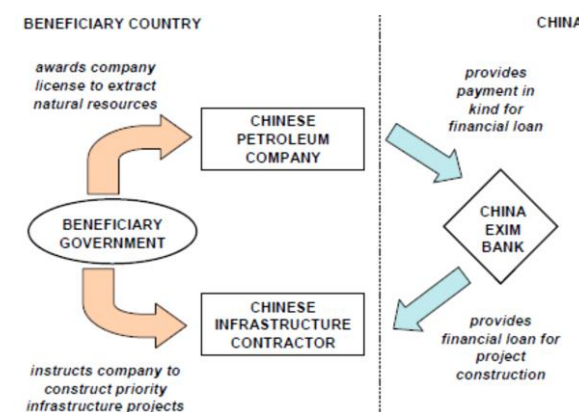 BENEFICIARY COUNTRY
CHINA
awards company
license to extract
natural resources
provides
payment in
kind for
financial loan
CHINESE
PETROLEUM
COMPANY
BENEFICIARY
GOVERNMENT
CHINA
EXIM
BANK
CHINESE
INFRASTRUCTURE
CONTRACTOR
instructs company to
construct priority
infrastructure projects
provides
financial loan for
project
construction